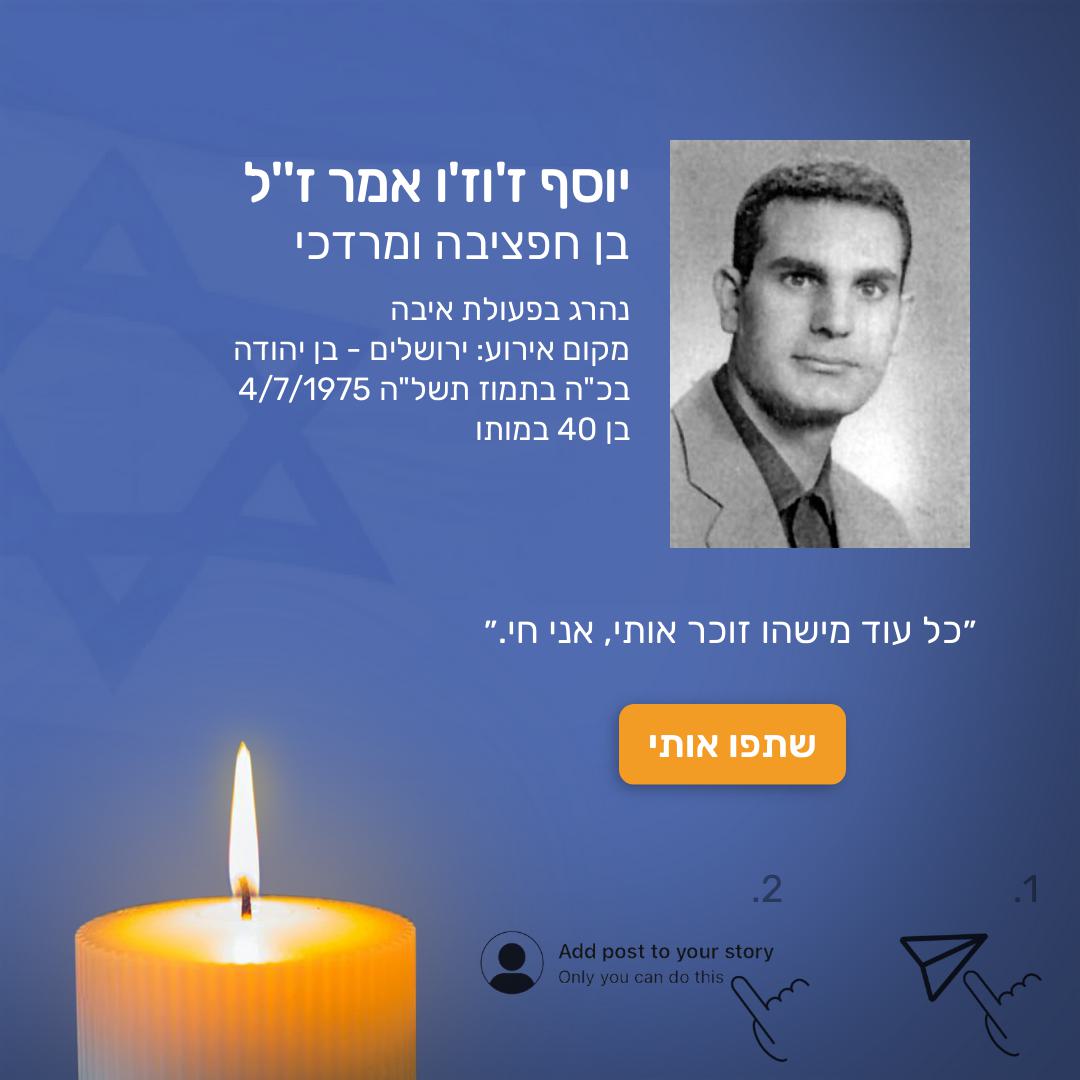 יוסף ז'וז'ו אמר ז''ל
בן חפציבה ומרדכי
נהרג בפעולת איבה
מקום אירוע: ירושלים - בן יהודה
בכ"ה בתמוז תשל"ה 4/7/1975
בן 40 במותו
״כל עוד מישהו זוכר אותי, אני חי.״
שתפו אותי
1.
2.
Add post to your story
Only you can do this